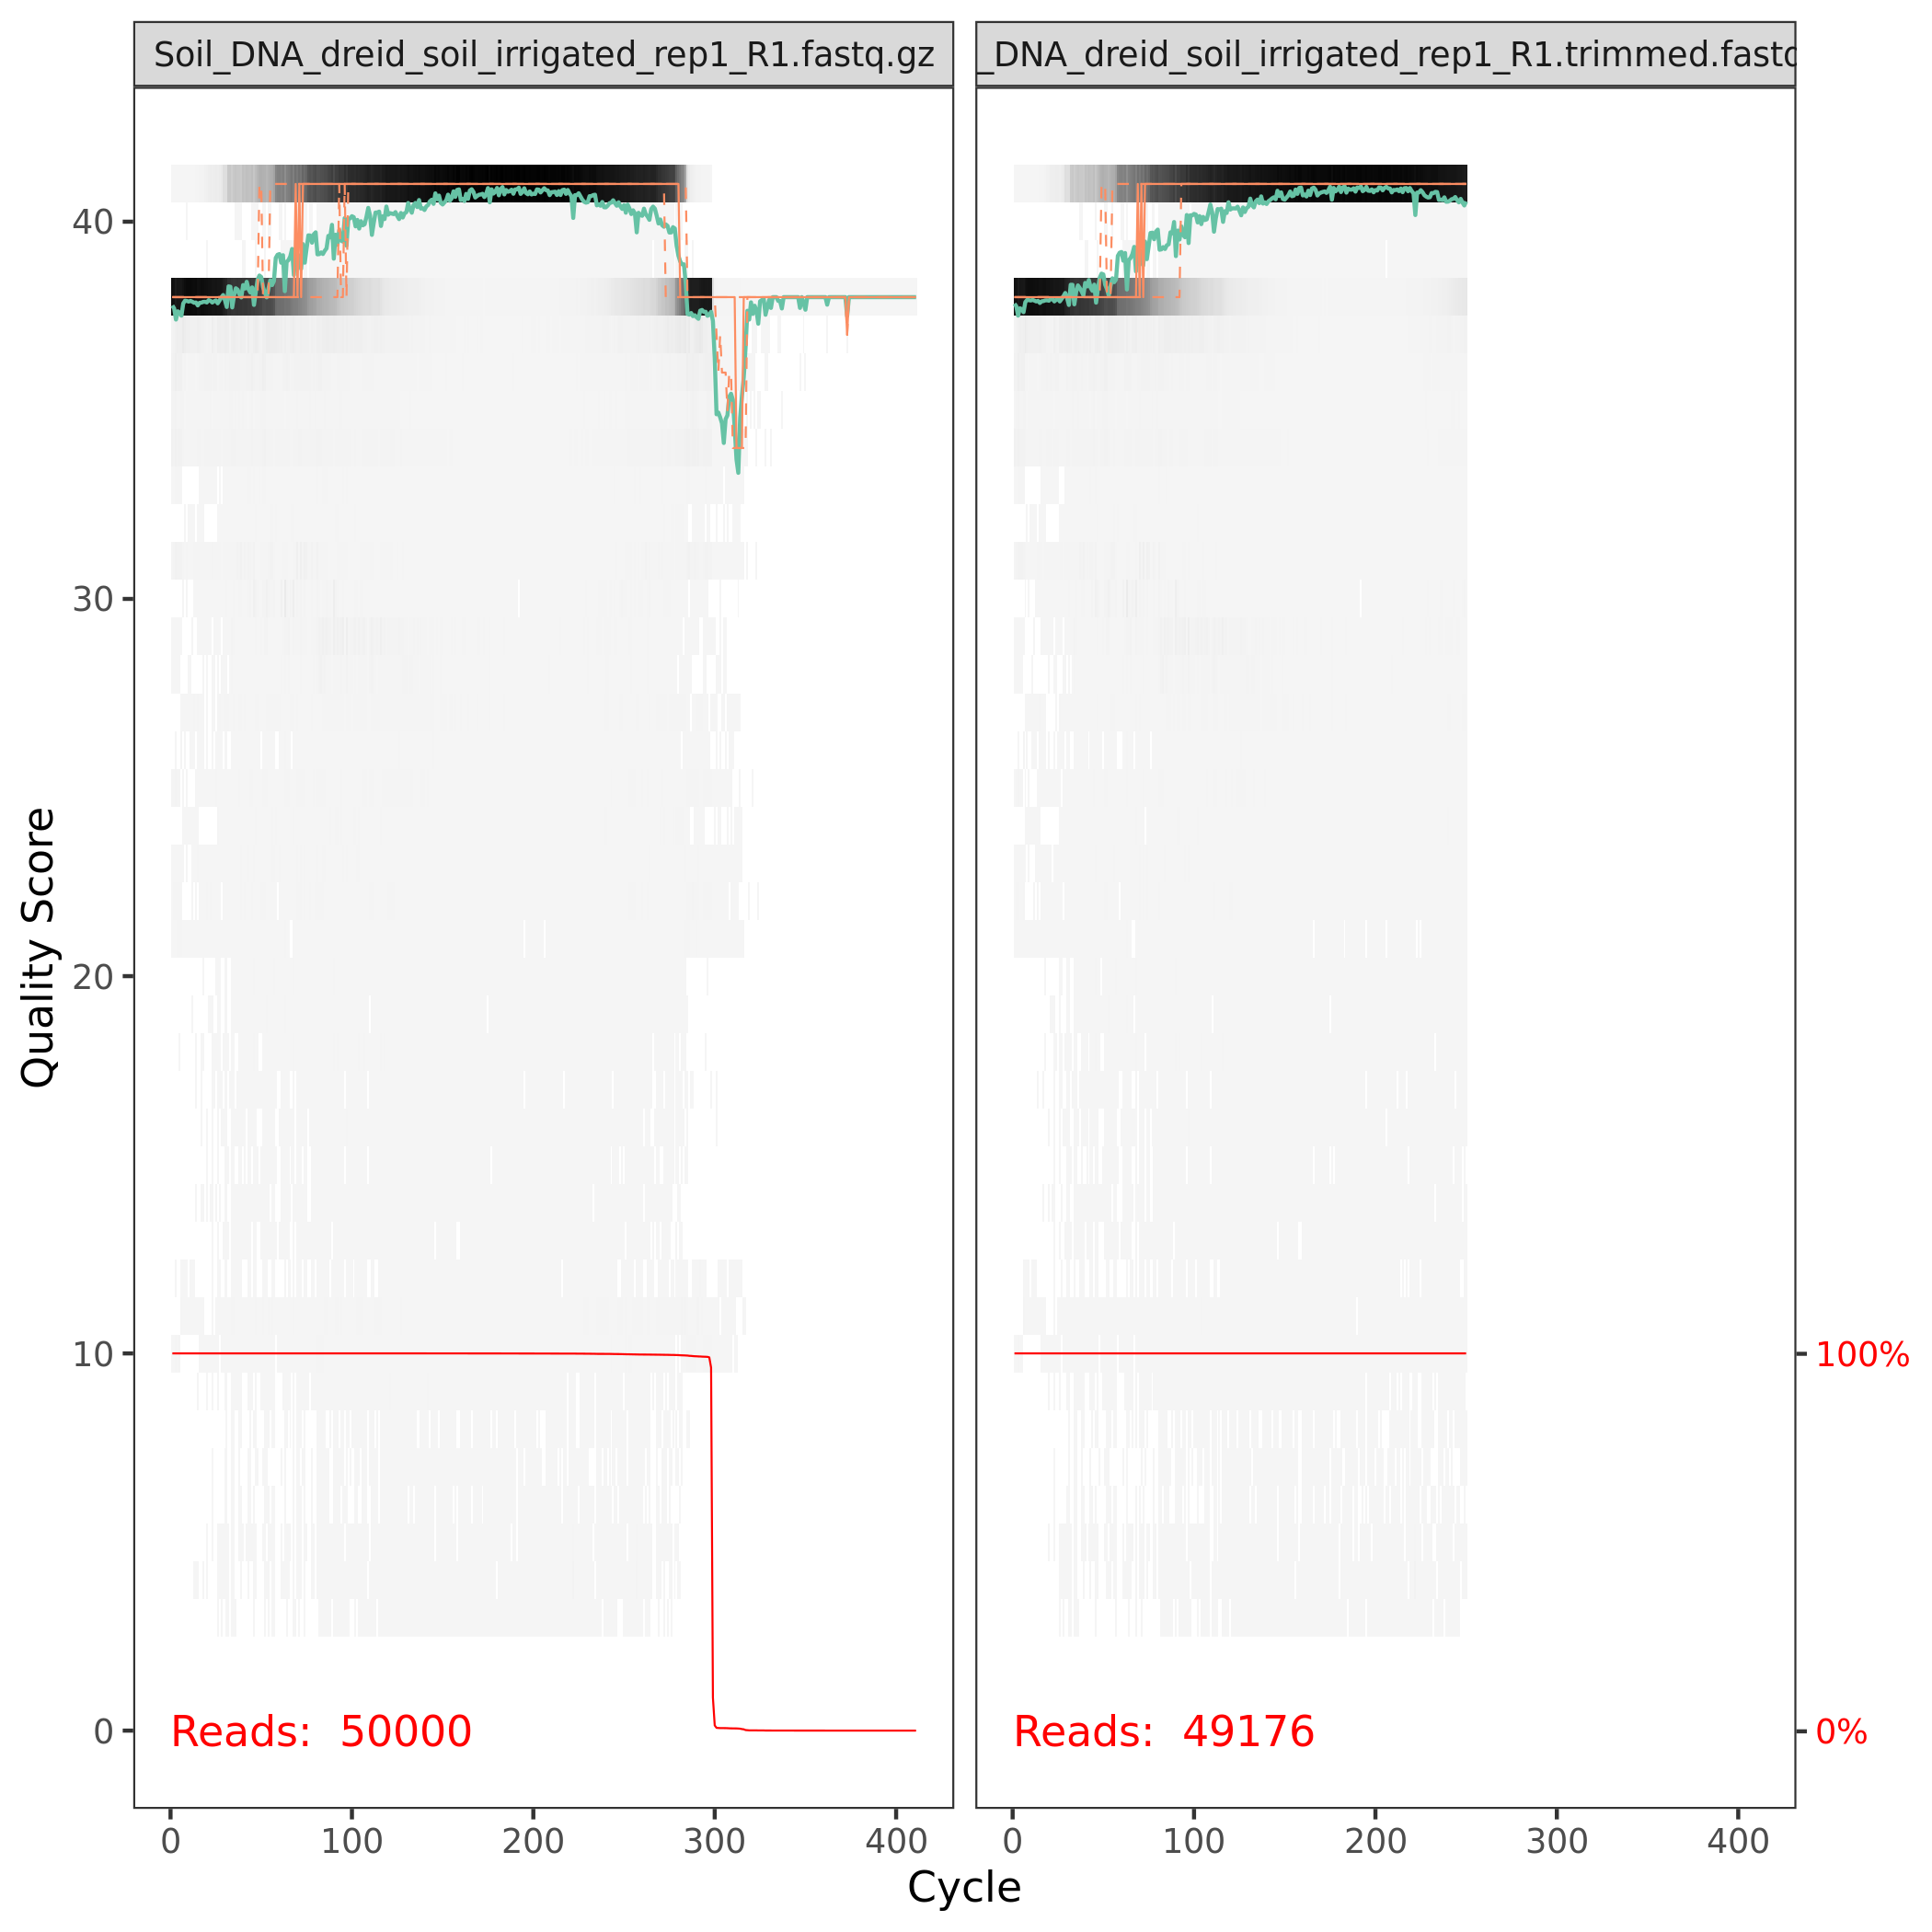 Soil_DNA_dreid_soil_irrigated_rep1_R1.fastq.gz
_DNA_dreid_soil_irrigated_rep1_R1.trimmed.fastq
Quality Score
40
30
20
10
0
100%
0%
Reads: 50000
Reads: 49176
0 100 200 300 400
0 100 200 300 400
Cycle